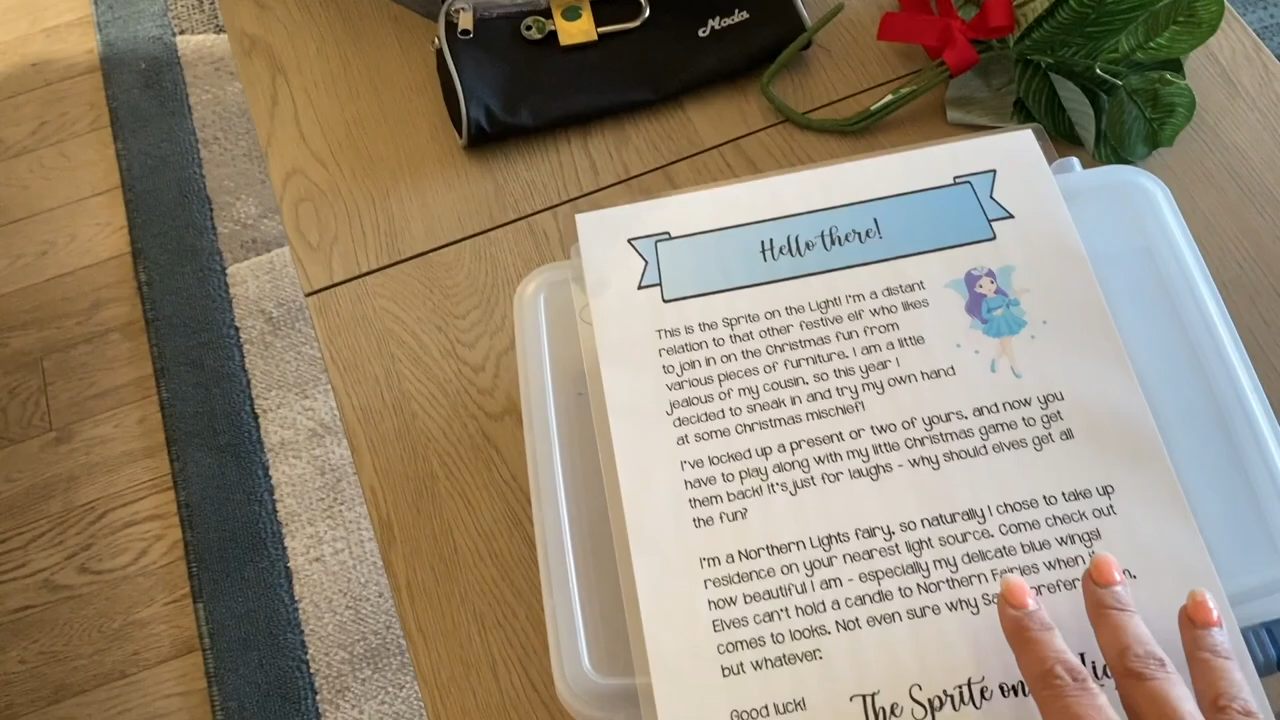 Moda
Hello there!
This is the Sprite on the Light! I'm a distant
relation to that other festive elf who likes
to join in on the Christmas fun from
various pieces of furniture. I am a little
jealous of my cousin, so this year I
decided to sneak in and try my own hand
at some Christmas mischief!
I've locked up a present or two of yours, and now you
have to play along with my little Christmas game to get
them back! It's just for laughs - why should elves get all
the fun?
I'm a Northern Lights fairy, so naturally I chose to take up
residence on your nearest light source. Come check out
how beautiful I am - especially my delicate blue wings!
Elves can't hold a candle to Northern Fairies when
comes to looks. Not even sure why
but whatever.
Good luck!
The Sprite on